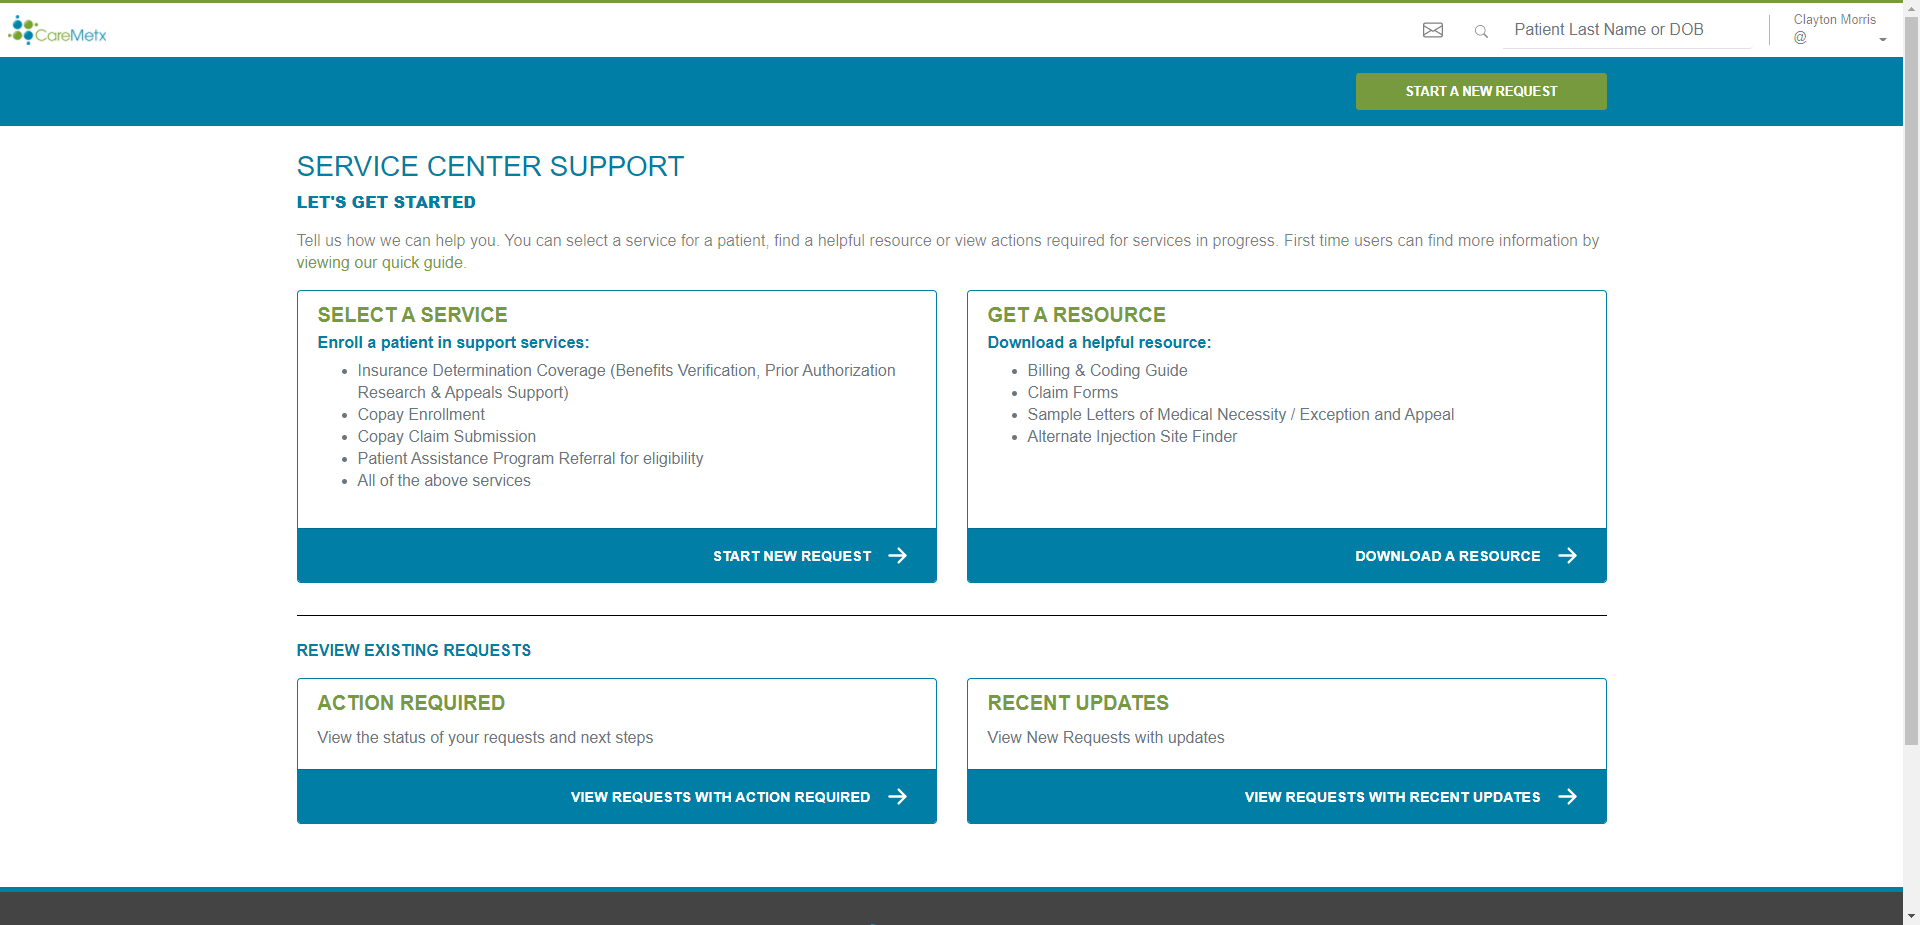 CareMetx
Patient Last Name or DOB
Clayton Morris
@
START A NEW REQUEST
SERVICE CENTER SUPPORT
LET'S GET STARTED
Tell us how we can help you. You can select a service for a patient, find a helpful resource or view actions required for services in progress. First time users can find more information by
viewing our quick guide.
SELECT A SERVICE
Enroll a patient in support services:
• Insurance Determination Coverage (Benefits Verification, Prior Authorization
Research & Appeals Support)
• Copay Enrollment
• Copay Claim Submission
• Patient Assistance Program Referral for eligibility
• All of the above services
START NEW REQUEST
GET A RESOURCE
Download a helpful resource:
• Billing & Coding Guide
• Claim Forms
• Sample Letters of Medical Necessity / Exception and Appeal
• Alternate Injection Site Finder
DOWNLOAD A RESOURCE
REVIEW EXISTING REQUESTS
ACTION REQUIRED
View the status of your requests and next steps
VIEW REQUESTS WITH ACTION REQUIRED
RECENT UPDATES
View New Requests with updates
VIEW REQUESTS WITH RECENT UPDATES